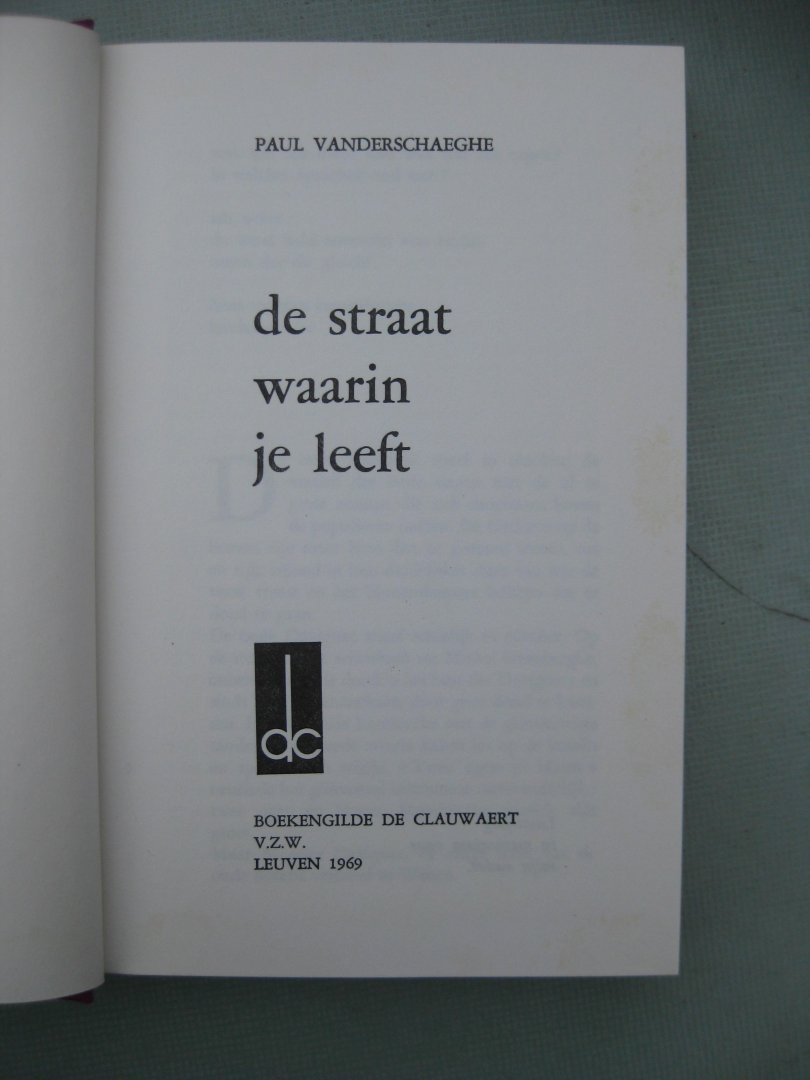 PAUL VANDERSCHAEGHE
de straat
waarin
je leeft
dc
BOEKENGILDE DE CLAUWAERT
V.Z.W.
LEUVEN 1969